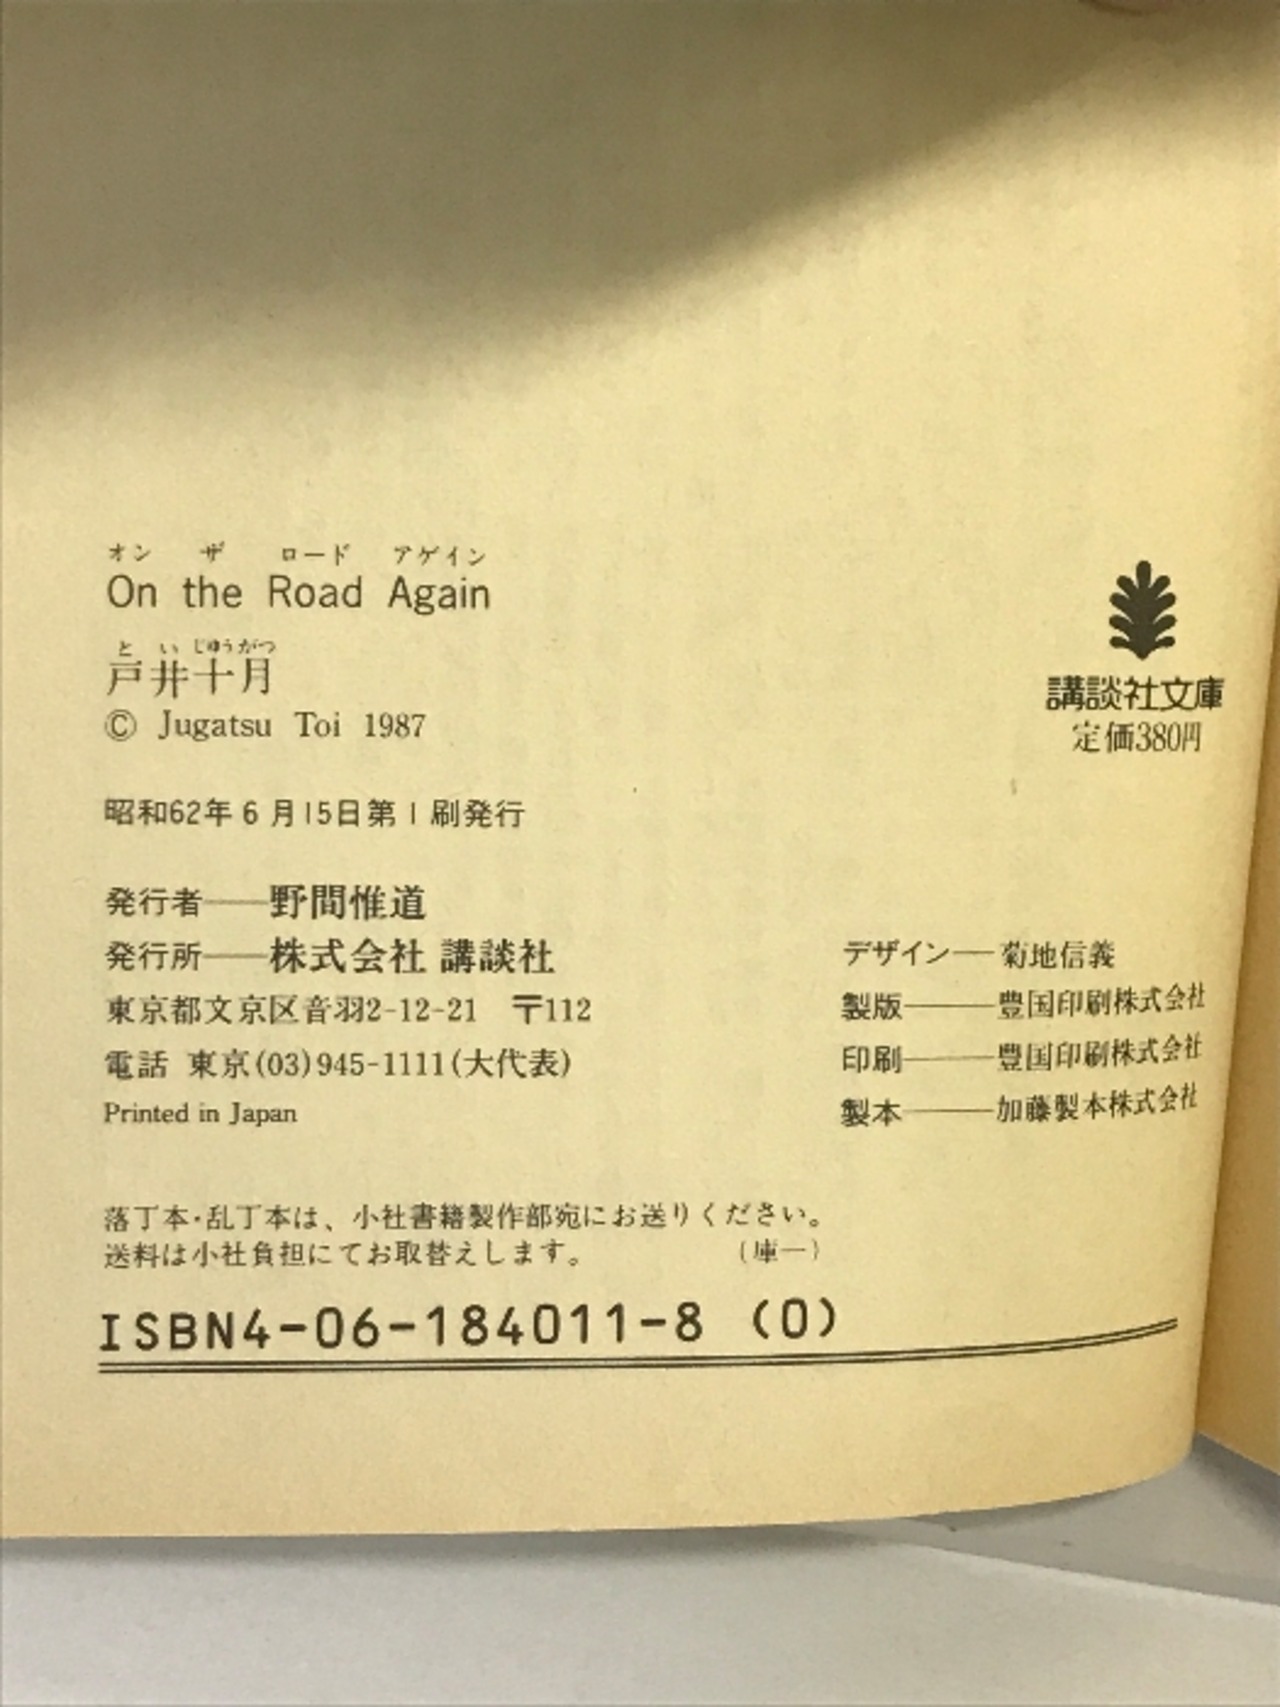 オン ザ ロード アゲイン
On the Road Again
と い じゅうがつ
戸井十月
© Jugatsu Toi 1987
講談社文庫
定価380円
昭和62年6月15日第1刷発行
発行者――野間惟道
発行所――株式会社 講談社
東京都文京区音羽2-12-21 〒112
電話 東京(03)945-1111(大代表)
Printed in Japan
デザイン―菊地信義
製版―――豊国印刷株式会社
印刷―――豊国印刷株式会社
製本―――加藤製本株式会社
落丁本・乱丁本は、小社書籍製作部宛にお送りください。
送料は小社負担にてお取替えします。 (庫一)
ISBN4-06-184011-8 (0)